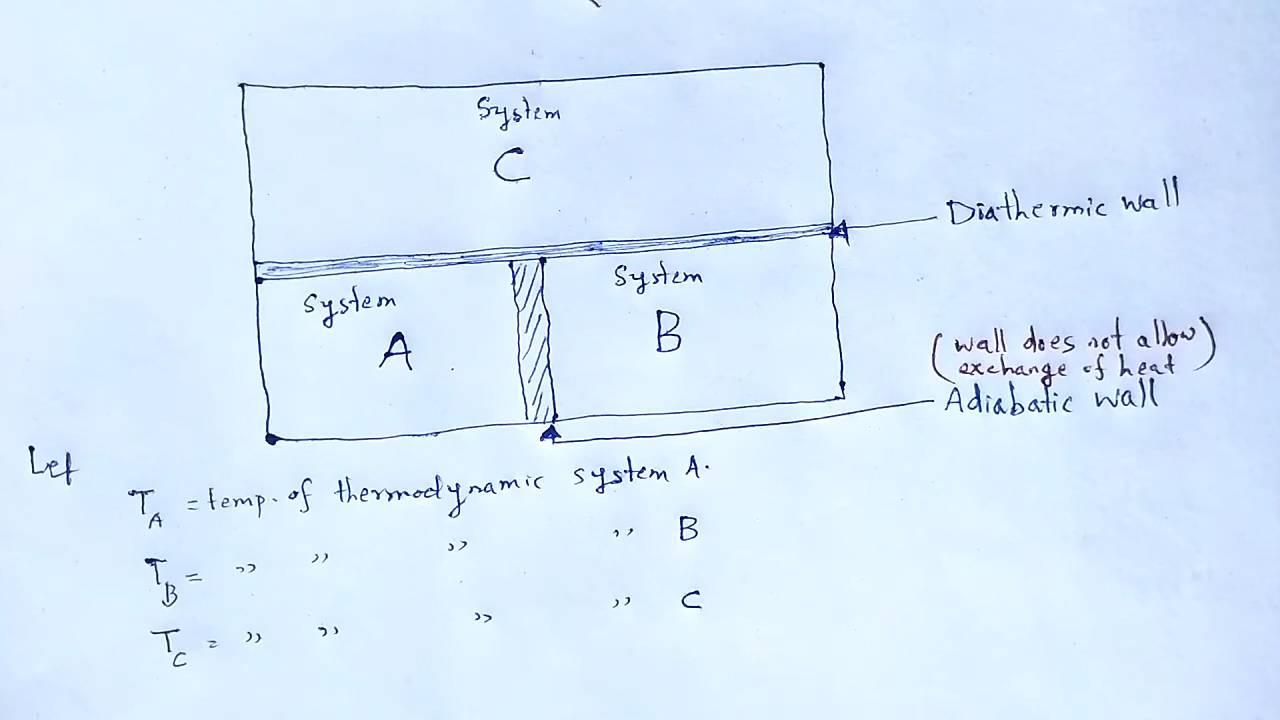 System
C
Diathermic wall
System
A
System
B
(wall does not allow
exchange of heat)
Adiabatic wall
Let
T_A = temp. of thermodynamic system A.
T_B = ,, ,, ,, ,, B
T_C = ,, ,, ,, ,, C